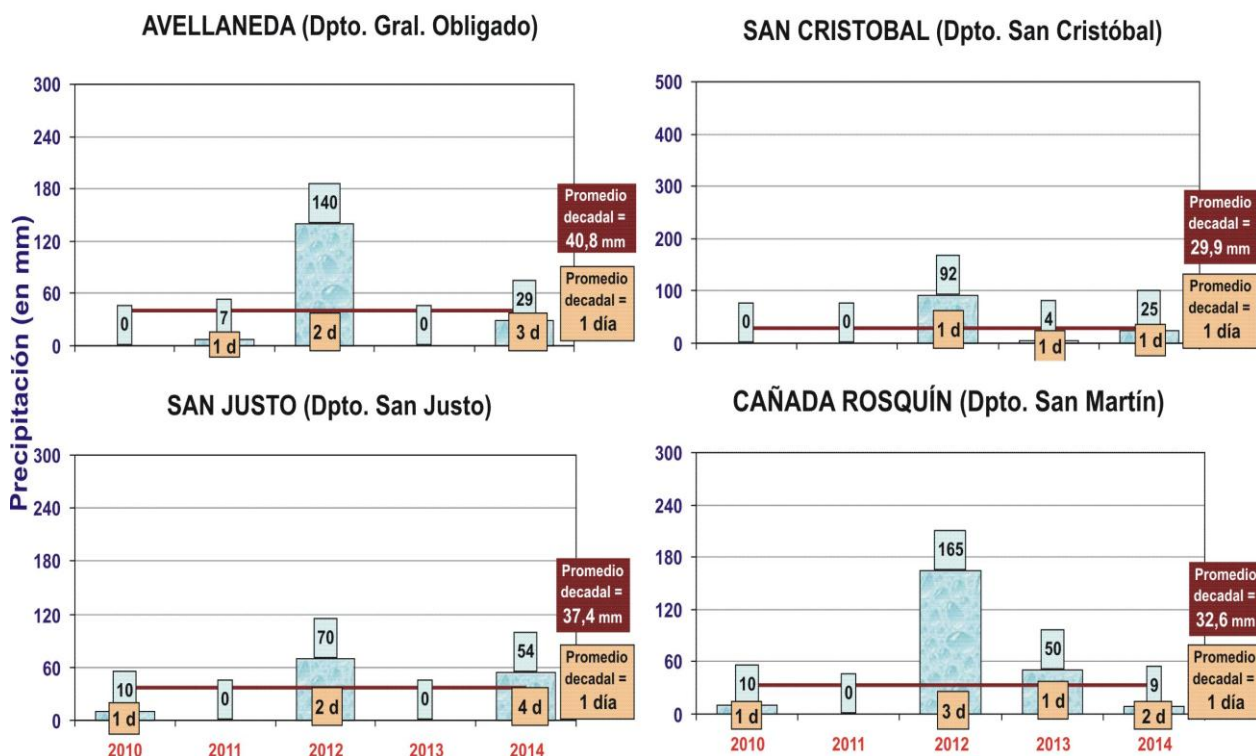 AVELLANEDA (Dpto. Gral. Obligado)
300
240
180
120
60
0
0
7
1 d
140
2 d
0
29
3 d
Promedio
decadal =
40,8 mm
Promedio
decadal =
1 día
SAN CRISTOBAL (Dpto. San Cristóbal)
500
400
300
200
100
0
0
0
92
1 d
4
1 d
25
1 d
Promedio
decadal =
29,9 mm
Promedio
decadal =
1 día
Precipitación (en mm)
SAN JUSTO (Dpto. San Justo)
300
240
180
120
60
0
10
1 d
0
70
2 d
0
54
4 d
Promedio
decadal =
37,4 mm
Promedio
decadal =
1 día
2010 2011 2012 2013 2014
CAÑADA ROSQUÍN (Dpto. San Martín)
300
240
180
120
60
0
10
1 d
0
165
3 d
50
1 d
9
2 d
Promedio
decadal =
32,6 mm
Promedio
decadal =
1 día
2010 2011 2012 2013 2014